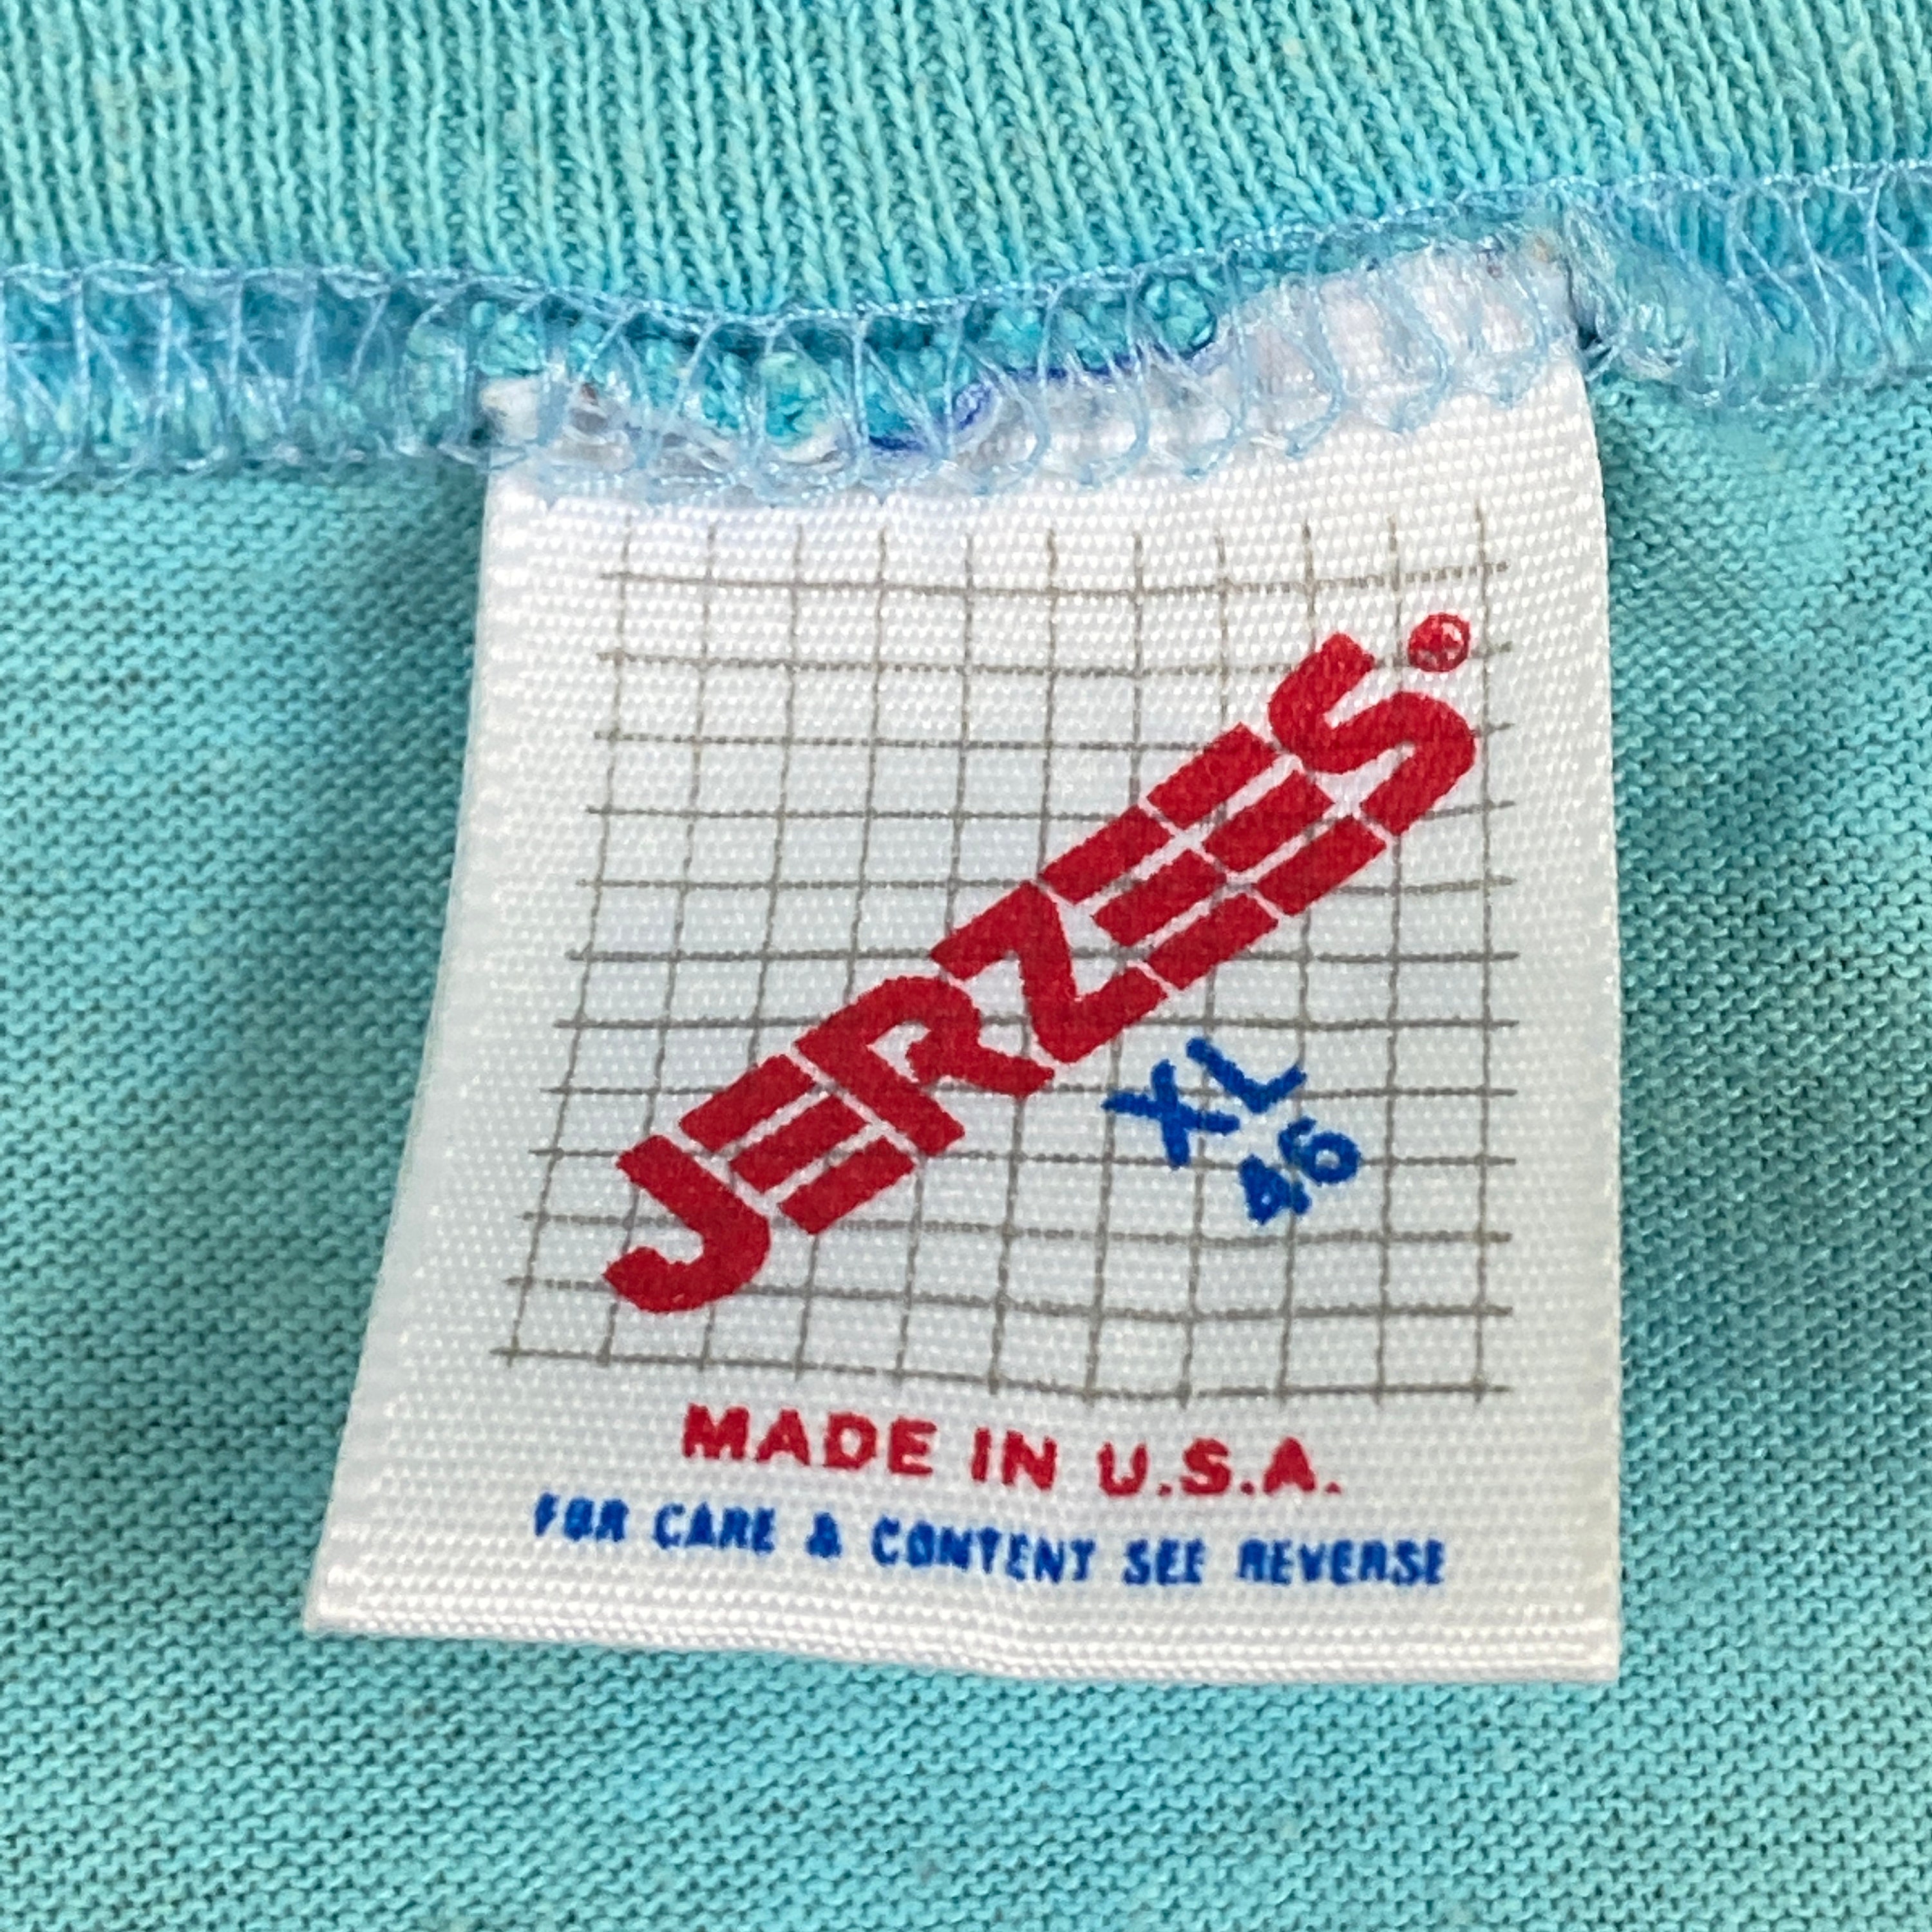 JERZEES®
XL
46
MADE IN U.S.A.
FOR CARE & CONTENT SEE REVERSE